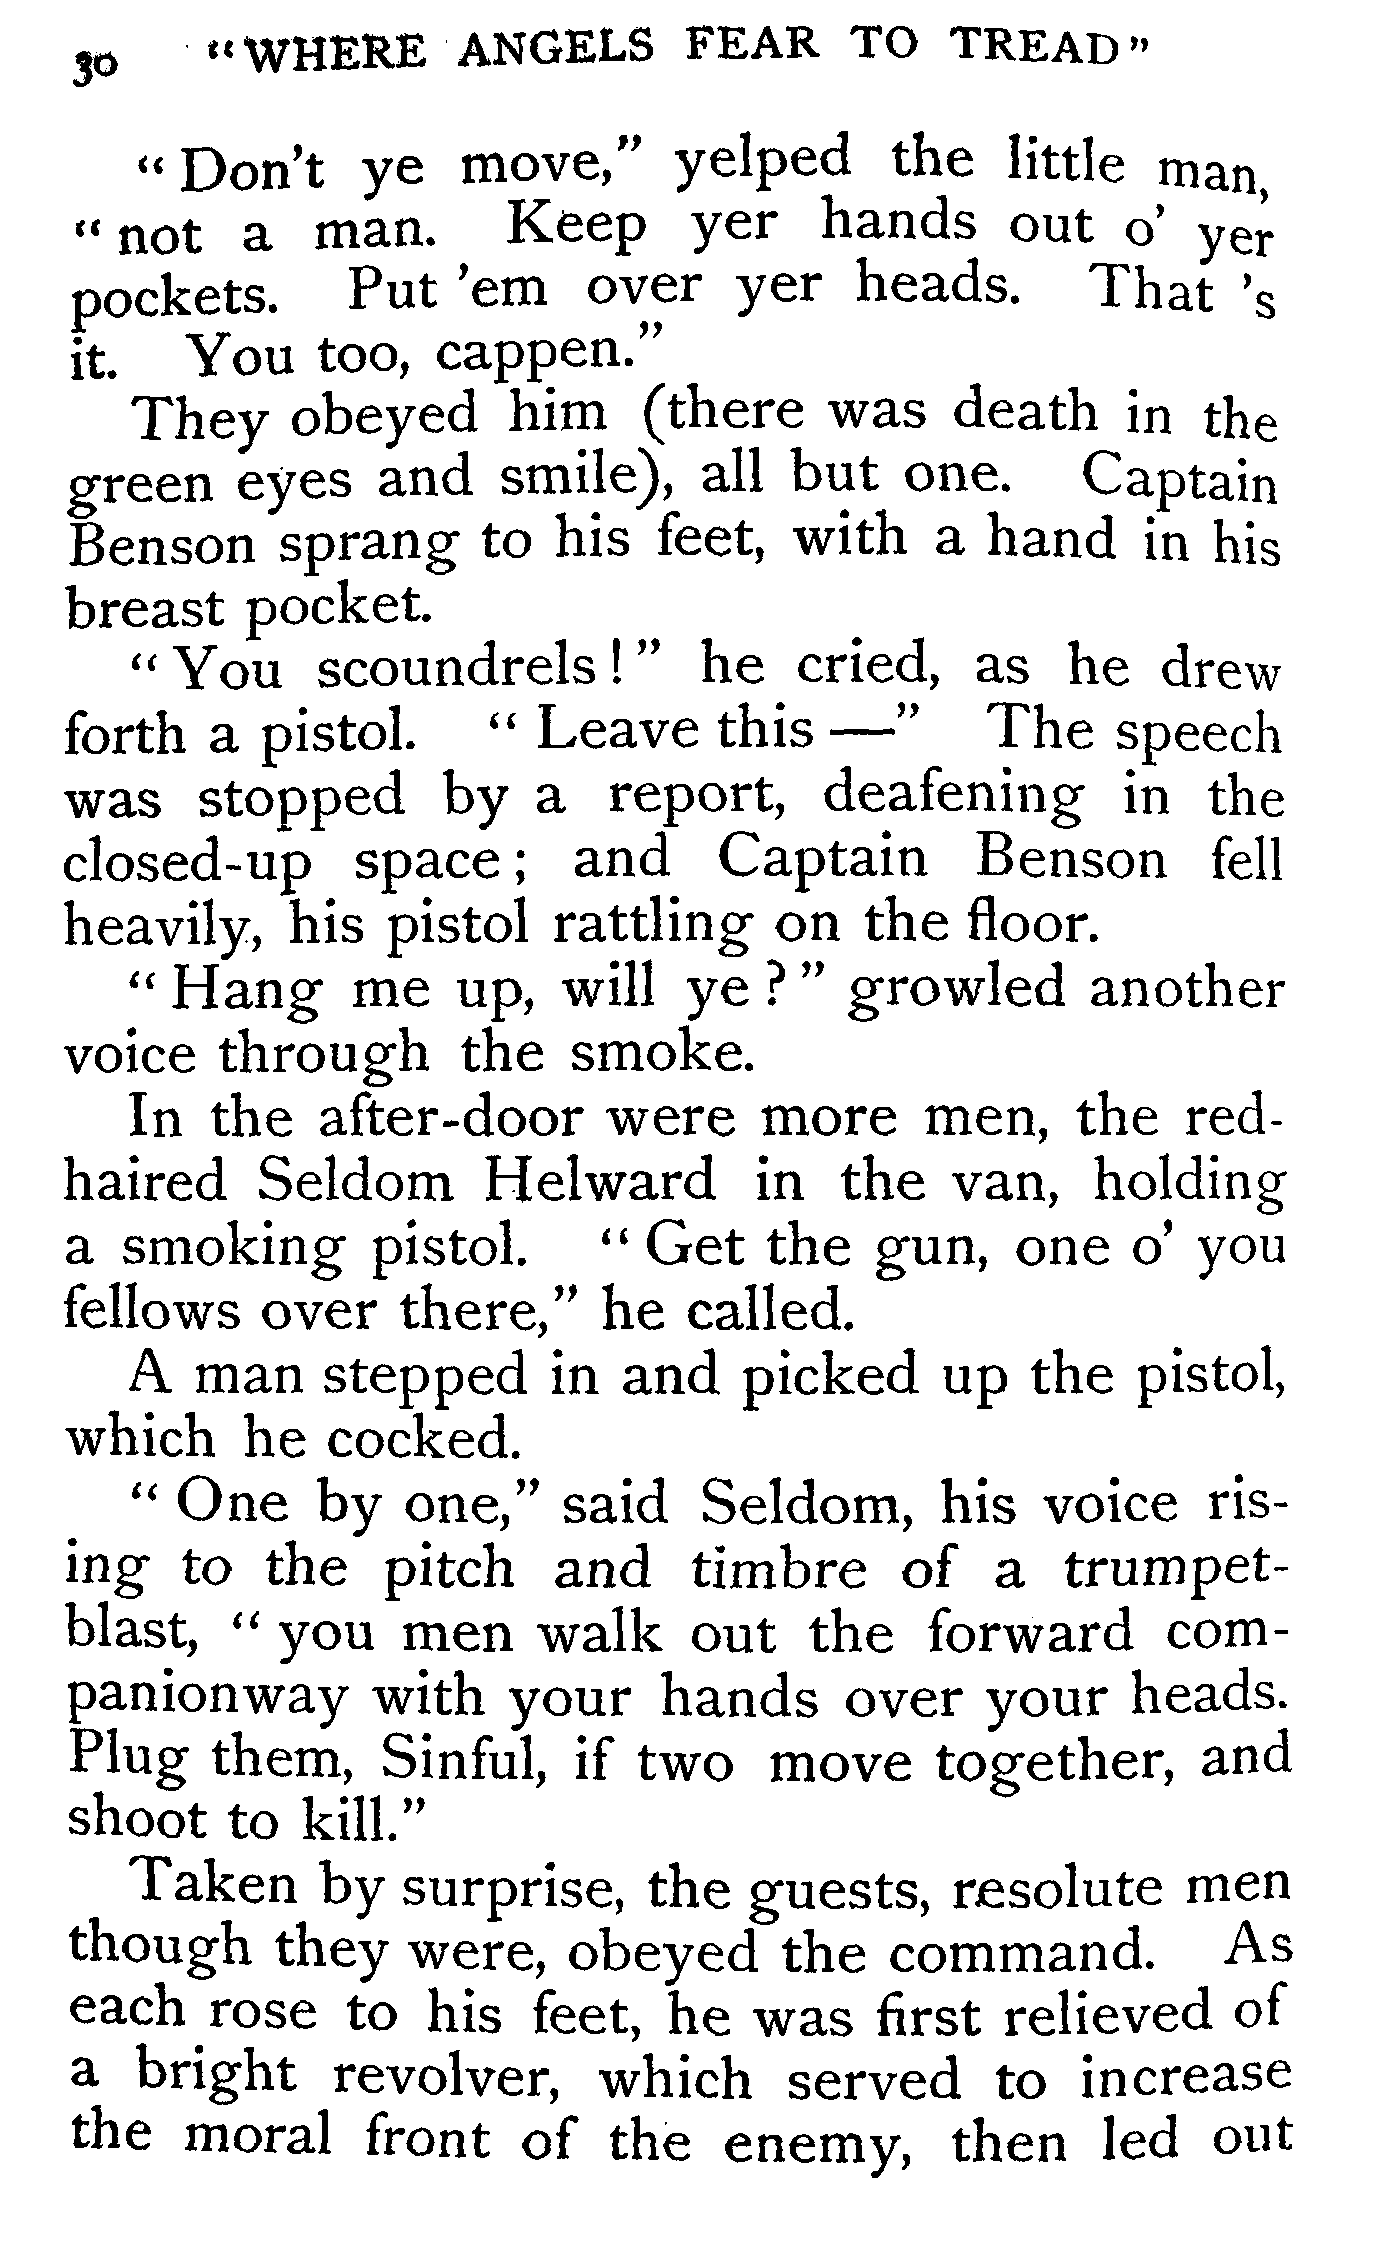 30 "WHERE ANGELS FEAR TO TREAD"
"Don't ye move," yelped the little man,
"not a man. Keep yer hands out o' yer
pockets. Put 'em over yer heads. That 's
it. You too, cappen."
They obeyed him (there was death in the
green eyes and smile), all but one. Captain
Benson sprang to his feet, with a hand in his
breast pocket.
"You scoundrels!" he cried, as he drew
forth a pistol. "Leave this —" The speech
was stopped by a report, deafening in the
closed-up space; and Captain Benson fell
heavily, his pistol rattling on the floor.
"Hang me up, will ye?" growled another
voice through the smoke.
In the after-door were more men, the red-
haired Seldom Helward in the van, holding
a smoking pistol. "Get the gun, one o' you
fellows over there," he called.
A man stepped in and picked up the pistol,
which he cocked.
"One by one," said Seldom, his voice ris-
ing to the pitch and timbre of a trumpet-
blast, "you men walk out the forward com-
panionway with your hands over your heads.
Plug them, Sinful, if two move together, and
shoot to kill."
Taken by surprise, the guests, resolute men
though they were, obeyed the command. As
each rose to his feet, he was first relieved of
a bright revolver, which served to increase
the moral front of the enemy, then led out